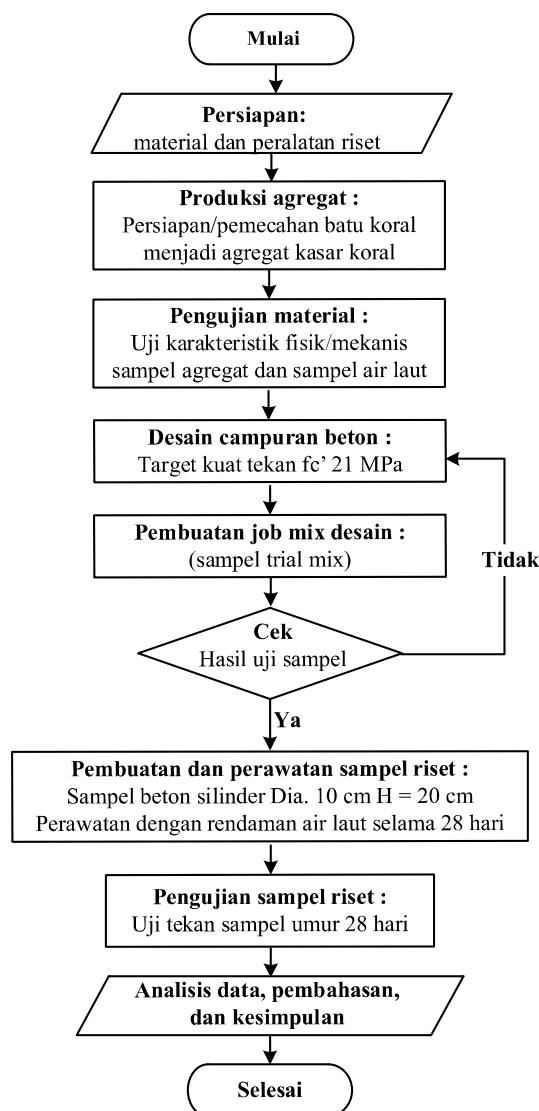 Mulai
Persiapan:
material dan peralatan riset
Produksi agregat :
Persiapan/pemecahan batu koral
menjadi agregat kasar koral
Pengujian material :
Uji karakteristik fisik/mekanis
sampel agregat dan sampel air laut
Desain campuran beton :
Target kuat tekan fc’ 21 MPa
Pembuatan job mix desain :
(sampel trial mix)
Tidak
Cek
Hasil uji sampel
Ya
Pembuatan dan perawatan sampel riset :
Sampel beton silinder Dia. 10 cm H = 20 cm
Perawatan dengan rendaman air laut selama 28 hari
Pengujian sampel riset :
Uji tekan sampel umur 28 hari
Analisis data, pembahasan,
dan kesimpulan
Selesai